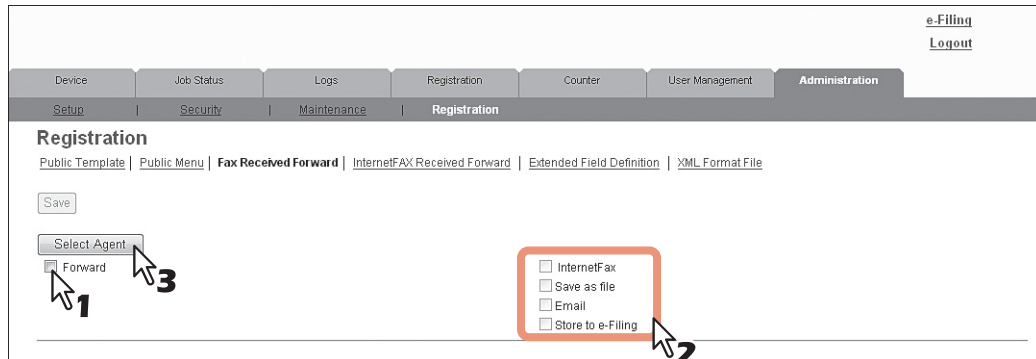 e-Filing
Logout
Device Job Status Logs Registration Counter User Management Administration
Setup | Security | Maintenance | Registration
Registration
Public Template | Public Menu | Fax Received Forward | InternetFAX Received Forward | Extended Field Definition | XML Format File
Save
Select Agent
3
Forward
1
InternetFax
Save as file
Email
Store to e-Filing
2